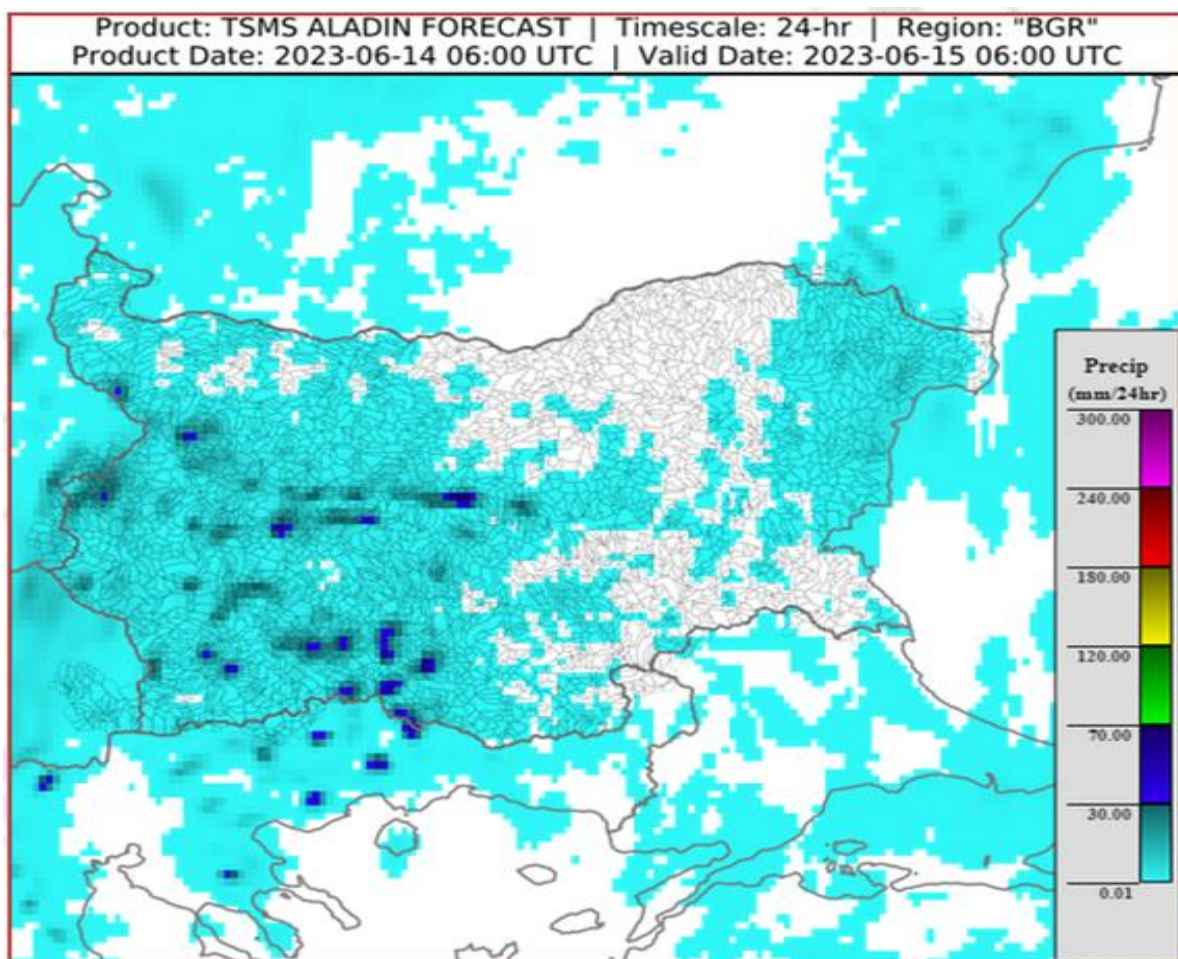 Product: TSMS ALADIN FORECAST | Timescale: 24-hr | Region: "BGR"
Product Date: 2023-06-14 06:00 UTC | Valid Date: 2023-06-15 06:00 UTC
Precip
(mm/24hr)
300.00
240.00
180.00
120.00
70.00
30.00
0.01